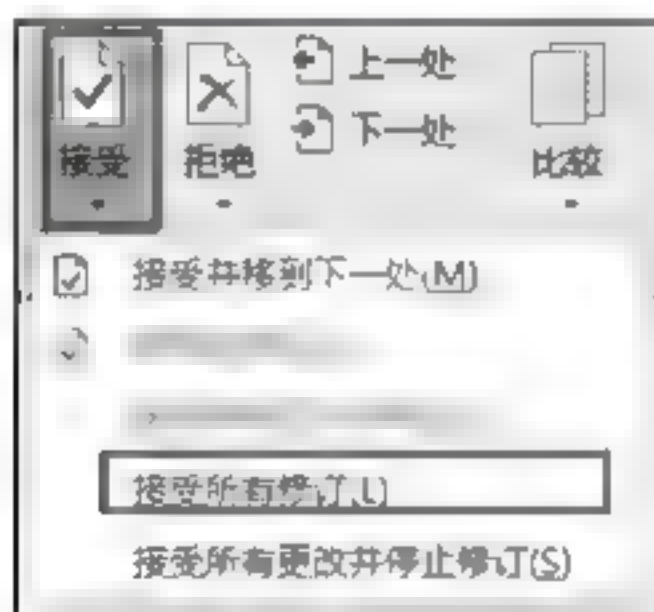 接受
拒绝
上一处
下一处
比较
接受并移到下一处(M)
接受所有修订(L)
接受所有更改并停止修订(S)